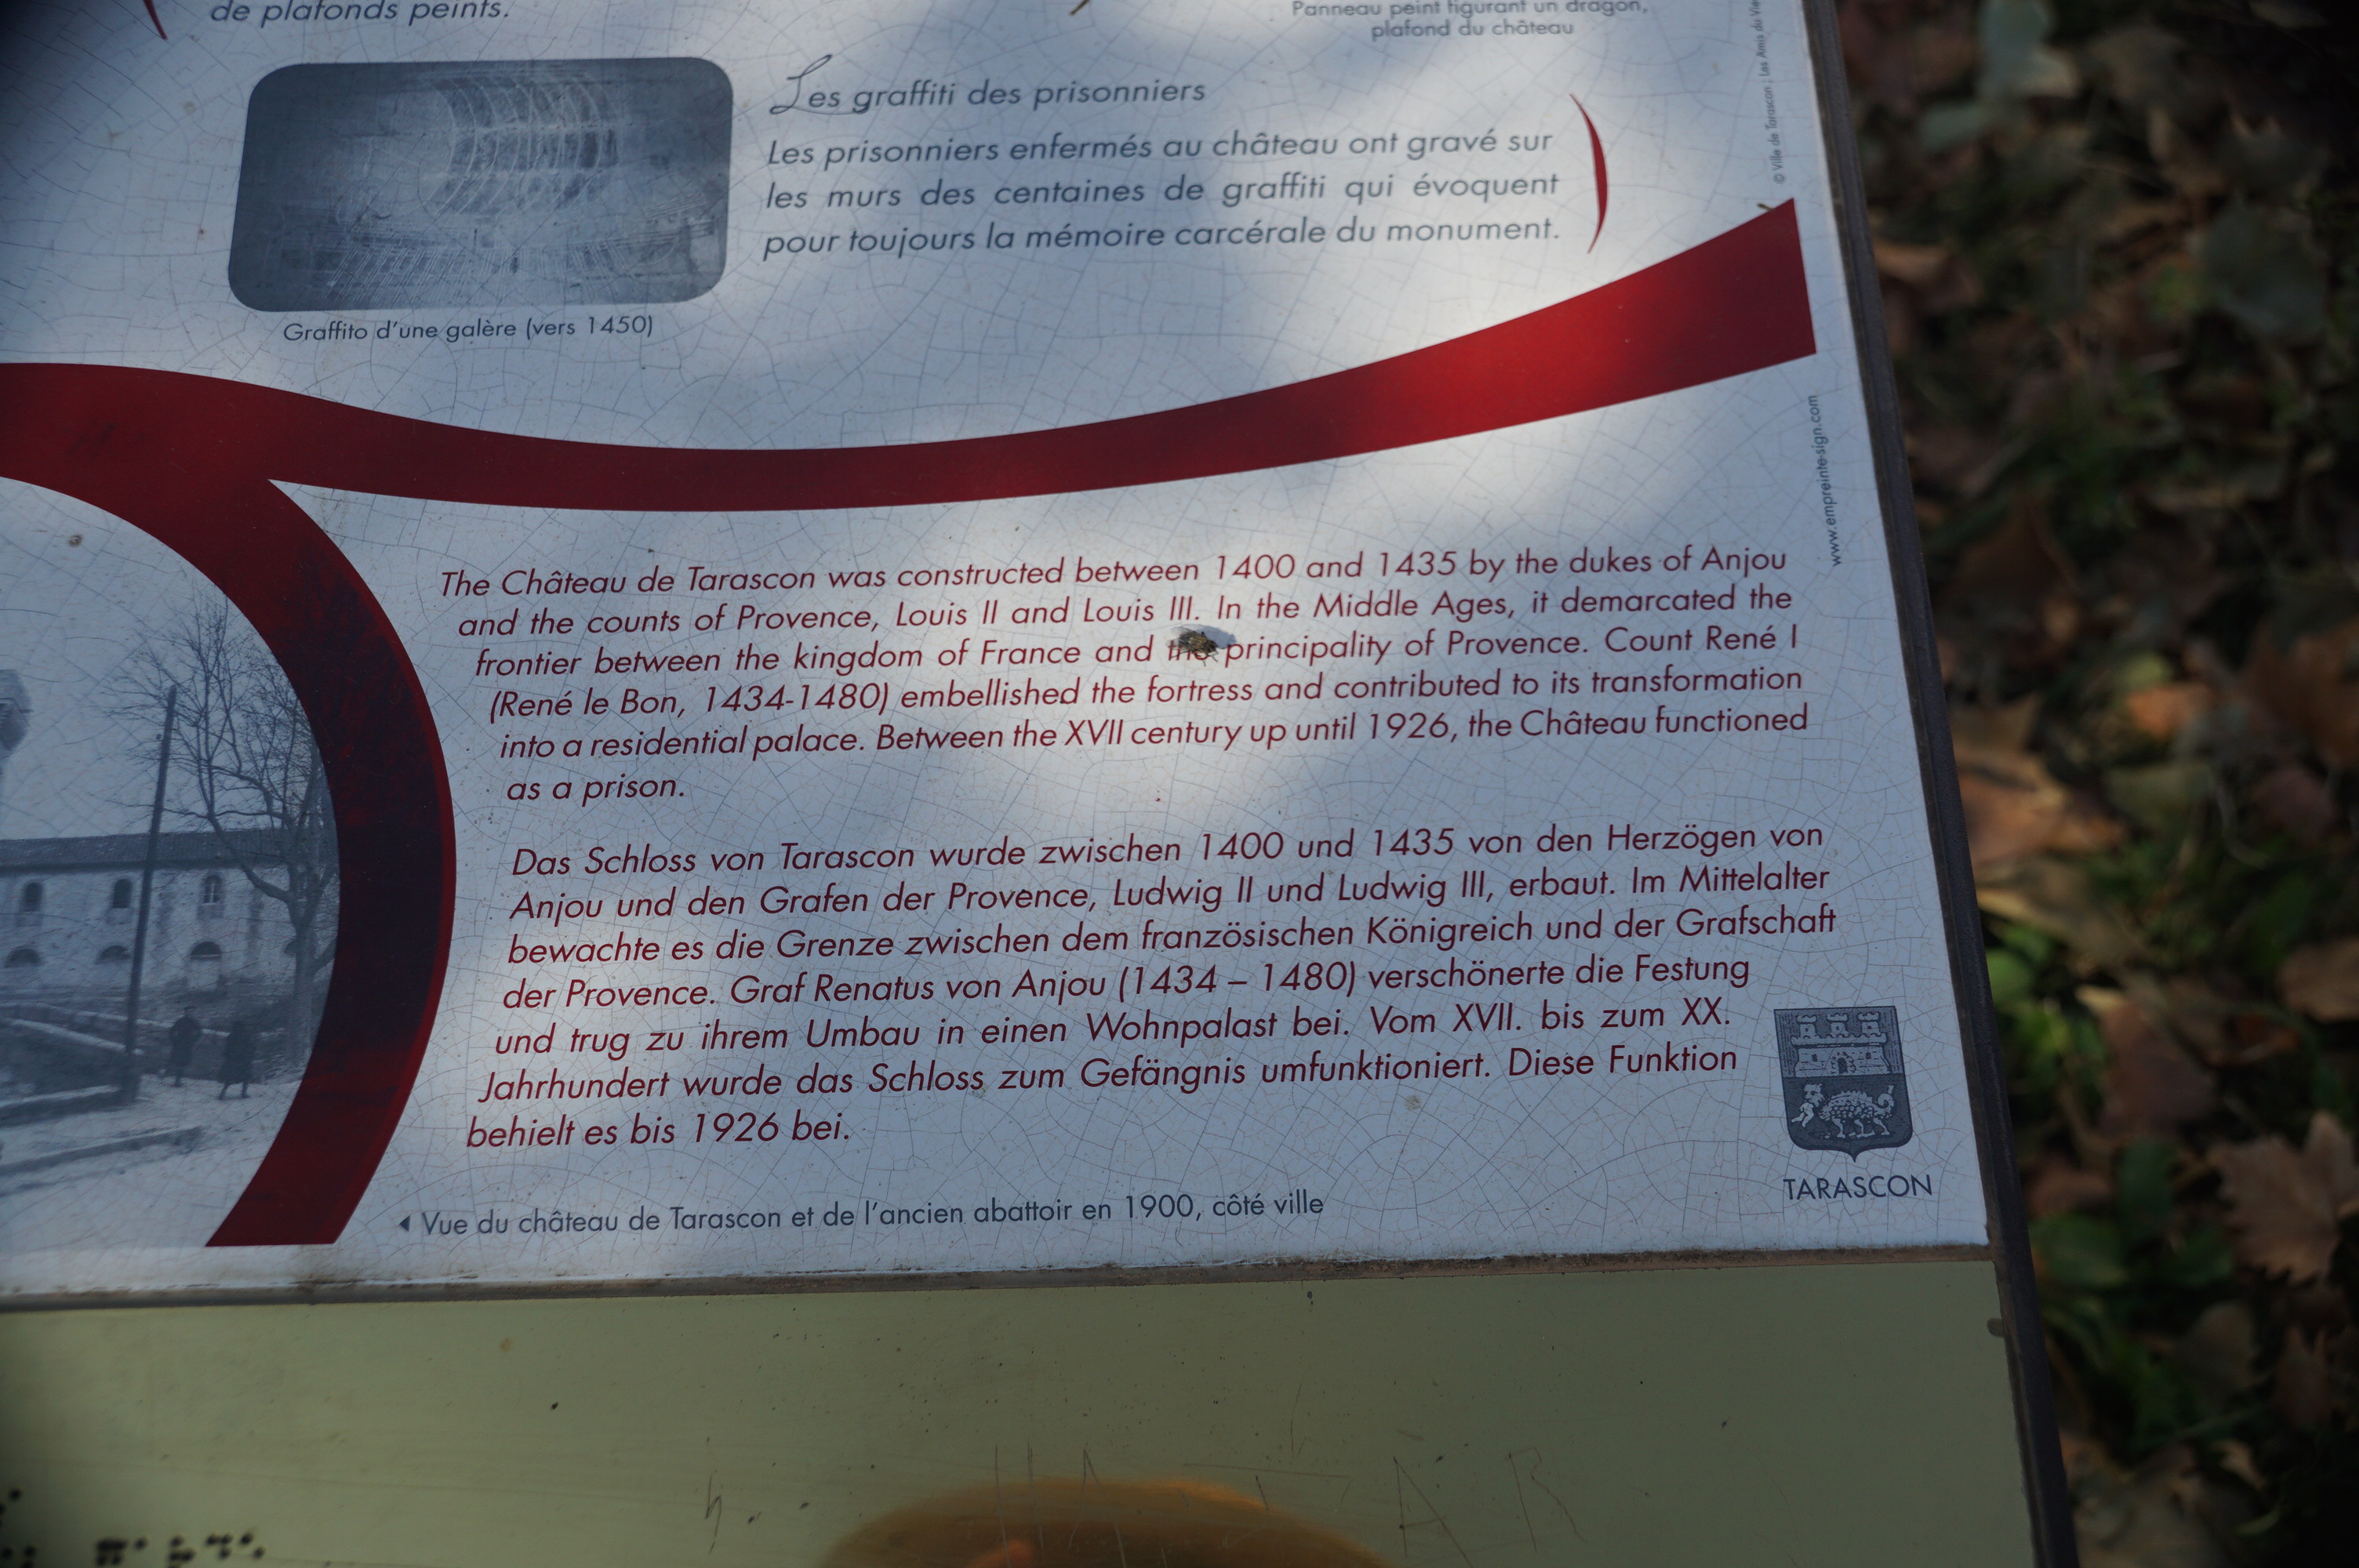 de plafonds peints.
Panneau peint figurant un dragon,
plafond du château
© Ville de Tarascon ; Les Amis du
Les graffiti des prisonniers
Les prisonniers enfermés au château ont gravé sur
les murs des centaines de graffiti qui évoquent
pour toujours la mémoire carcérale du monument.
Graffito d'une galère (vers 1450)
www.empreinte-sign.com
The Château de Tarascon was constructed between 1400 and 1435 by the dukes of Anjou
and the counts of Provence, Louis II and Louis III. In the Middle Ages, it demarcated the
frontier between the kingdom of France and the principality of Provence. Count René I
(René le Bon, 1434-1480) embellished the fortress and contributed to its transformation
into a residential palace. Between the XVII century up until 1926, the Château functioned
as a prison.
Das Schloss von Tarascon wurde zwischen 1400 und 1435 von den Herzögen von
Anjou und den Grafen der Provence, Ludwig II und Ludwig III, erbaut. Im Mittelalter
bewachte es die Grenze zwischen dem französischen Königreich und der Grafschaft
der Provence. Graf Renatus von Anjou (1434 – 1480) verschönerte die Festung
und trug zu ihrem Umbau in einen Wohnpalast bei. Vom XVII. bis zum XX.
Jahrhundert wurde das Schloss zum Gefängnis umfunktioniert. Diese Funktion
behielt es bis 1926 bei.
TARASCON
◂ Vue du château de Tarascon et de l'ancien abattoir en 1900, côté ville